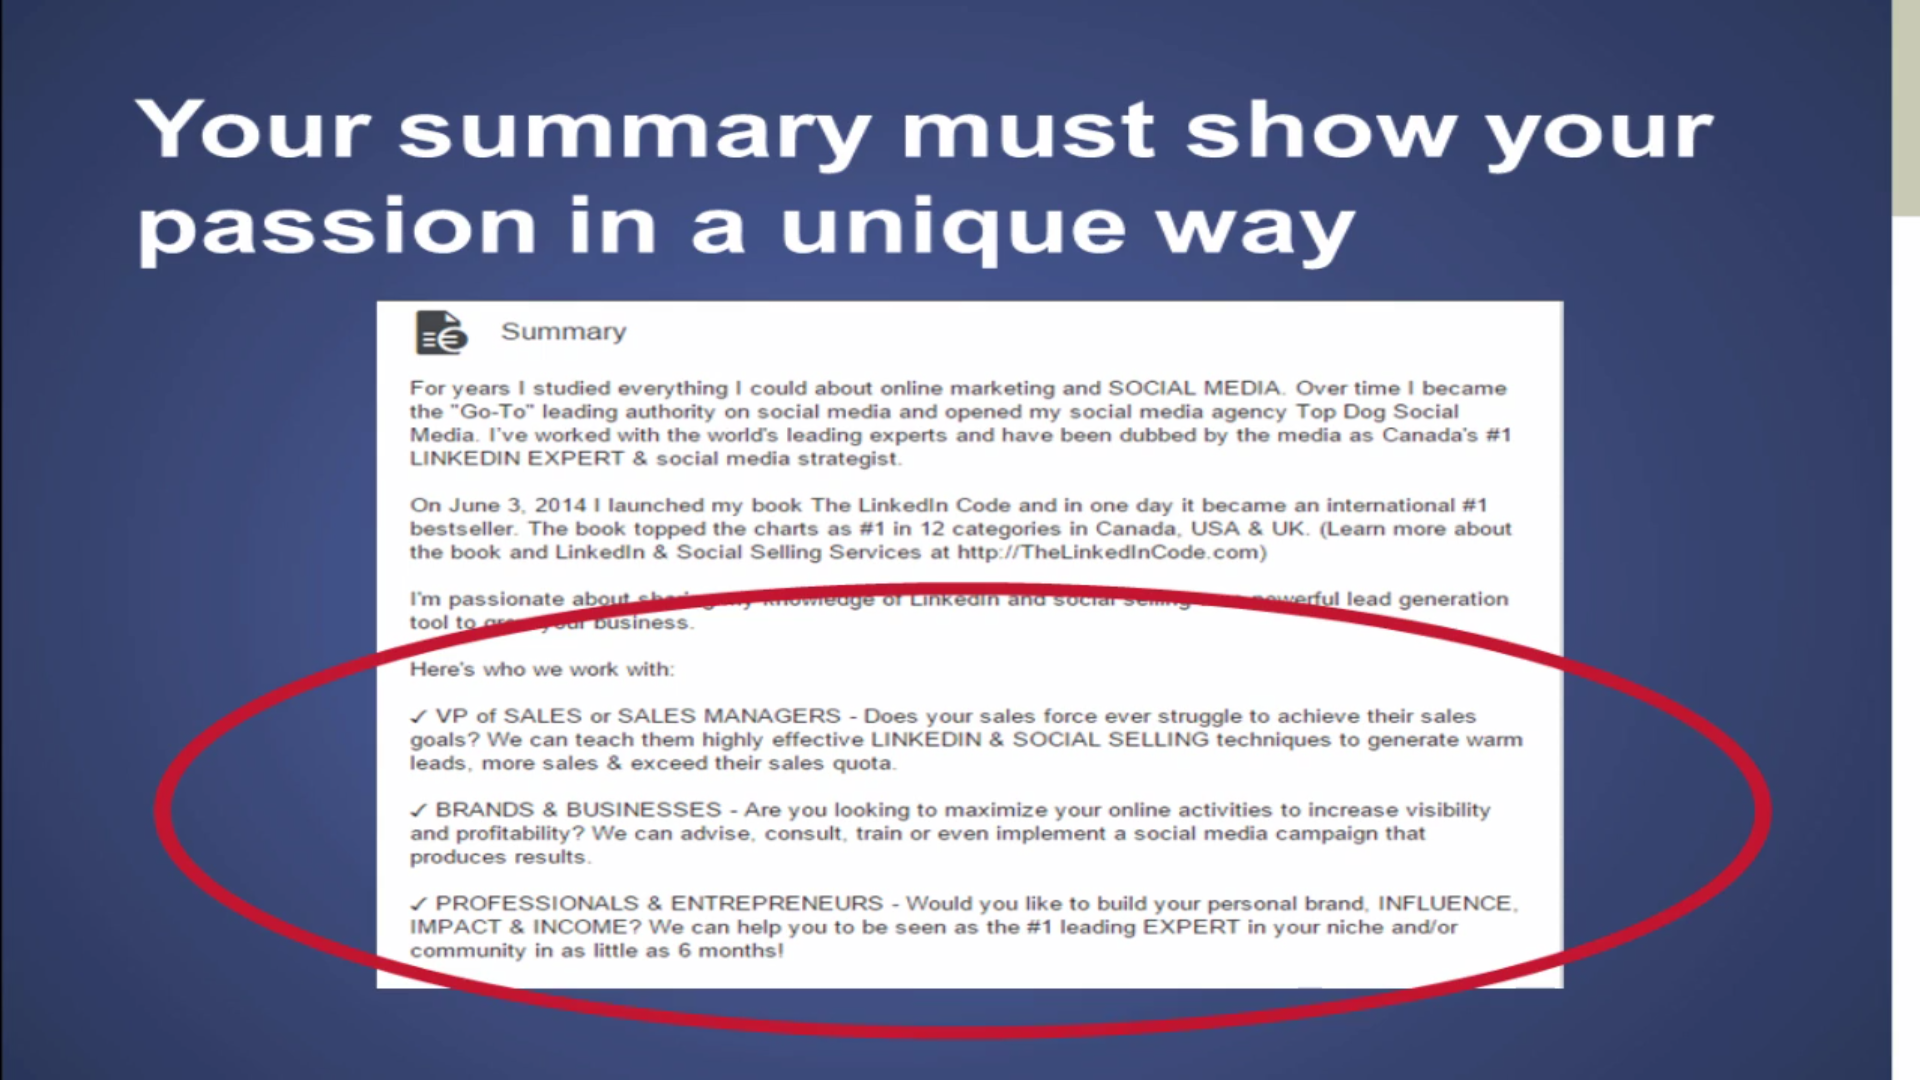 Your summary must show your
passion in a unique way
Summary
For years I studied everything I could about online marketing and SOCIAL MEDIA. Over time I became
the "Go-To" leading authority on social media and opened my social media agency Top Dog Social
Media. I've worked with the world's leading experts and have been dubbed by the media as Canada's #1
LINKEDIN EXPERT & social media strategist.
On June 3, 2014 I launched my book The LinkedIn Code and in one day it became an international #1
bestseller. The book topped the charts as #1 in 12 categories in Canada, USA & UK. (Learn more about
the book and LinkedIn & Social Selling Services at http://TheLinkedInCode.com)
I'm passionate about sharing my knowledge of LinkedIn and social selling powerful lead generation
tool to grow your business.
Here's who we work with:
✓ VP of SALES or SALES MANAGERS - Does your sales force ever struggle to achieve their sales
goals? We can teach them highly effective LINKEDIN & SOCIAL SELLING techniques to generate warm
leads, more sales & exceed their sales quota.
✓ BRANDS & BUSINESSES - Are you looking to maximize your online activities to increase visibility
and profitability? We can advise, consult, train or even implement a social media campaign that
produces results.
✓ PROFESSIONALS & ENTREPRENEURS - Would you like to build your personal brand, INFLUENCE,
IMPACT & INCOME? We can help you to be seen as the #1 leading EXPERT in your niche and/or
community in as little as 6 months!